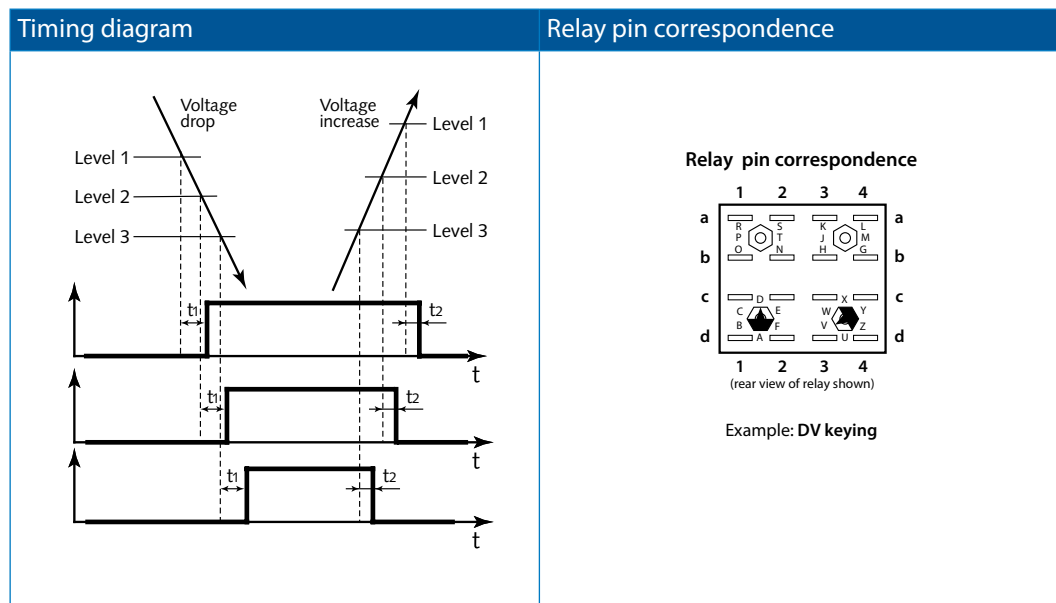 Timing diagram
Relay pin correspondence
Voltage drop
Voltage increase
Level 1
Level 2
Level 3
Level 1
Level 2
Level 3
t1
t2
t
t1
t2
t
t1
t2
t
Relay pin correspondence
1 2 3 4
a a
R S K L
P T J M
O N H G
b b
c c
D X
C E W Y
B F V Z
A U
d d
1 2 3 4
(rear view of relay shown)
Example: DV keying